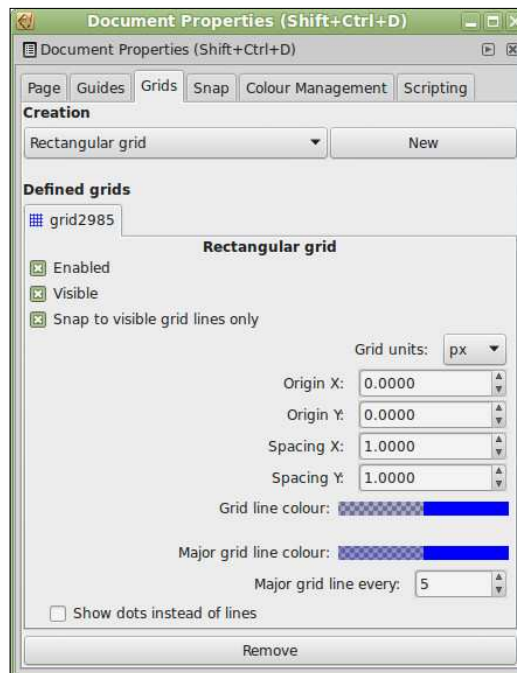 Document Properties (Shift+Ctrl+D)
Document Properties (Shift+Ctrl+D)
Page Guides Grids Snap Colour Management Scripting
Creation
Rectangular grid New
Defined grids
grid2985
Rectangular grid
Enabled
Visible
Snap to visible grid lines only
Grid units: px
Origin X: 0.0000
Origin Y: 0.0000
Spacing X: 1.0000
Spacing Y: 1.0000
Grid line colour:
Major grid line colour:
Major grid line every: 5
Show dots instead of lines
Remove